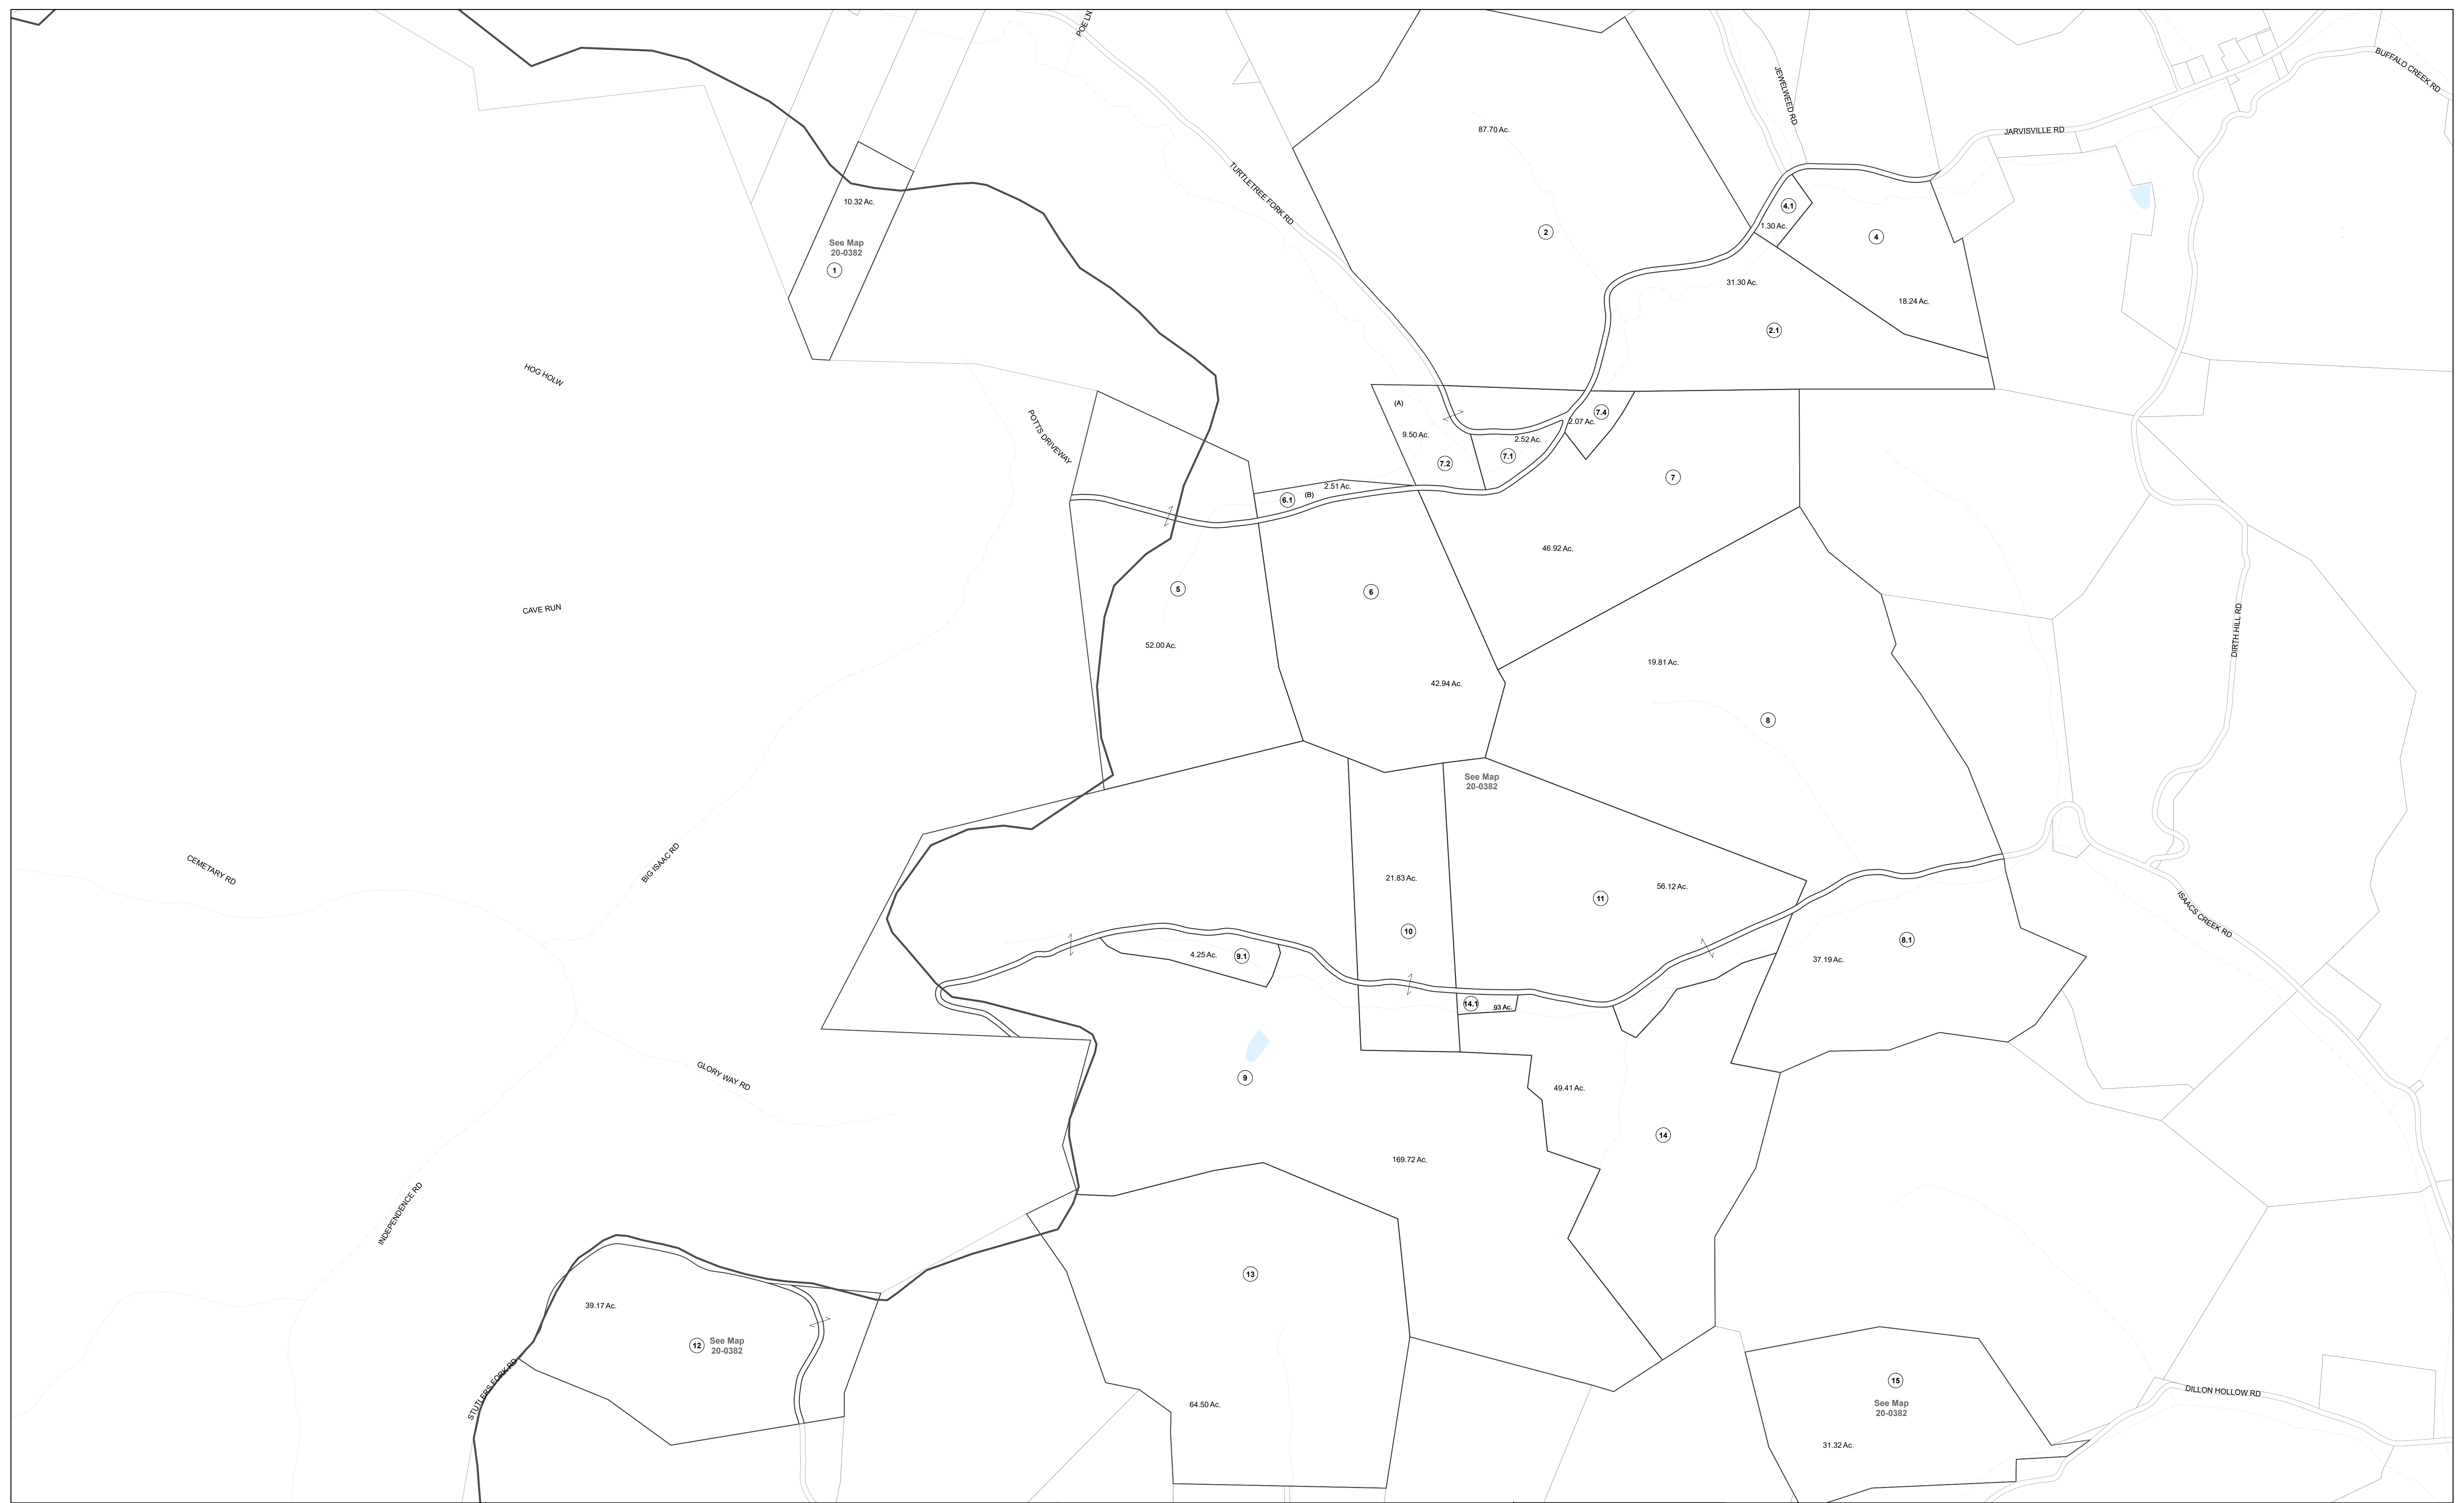 POE LN
BUFFALO CREEK RD
JEWELWEED RD
JARVISVILLE RD
87.70 Ac.
TURTLETREE FORK RD
10.32 Ac.
4.1
1.30 Ac.
2
4
See Map
20-0382
1
31.30 Ac.
18.24 Ac.
2.1
HOG HOLW
(A)
7.4
2.07 Ac.
POTTS DRIVEWAY
9.50 Ac.
2.52 Ac.
7.1
7.2
7
2.51 Ac.
6.1
(B)
46.92 Ac.
5
6
CAVE RUN
DIRTH HILL RD
52.00 Ac.
19.81 Ac.
42.94 Ac.
8
See Map
20-0382
CEMETARY RD
BIG ISAAC RD
21.83 Ac.
56.12 Ac.
11
ISAACS CREEK RD
10
8.1
4.25 Ac.
9.1
37.19 Ac.
14.1
.93 Ac.
GLORY WAY RD
9
49.41 Ac.
14
169.72 Ac.
INDEPENDENCE RD
13
39.17 Ac.
12
See Map
20-0382
STUTLERS FORK RD
15
DILLON HOLLOW RD
See Map
20-0382
64.50 Ac.
31.32 Ac.